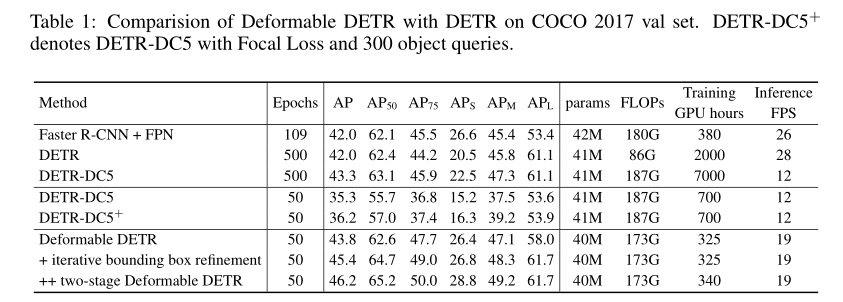 Table 1: Comparision of Deformable DETR with DETR on COCO 2017 val set. DETR-DC5+
denotes DETR-DC5 with Focal Loss and 300 object queries.
Method Epochs AP AP50 AP75 APS APM APL params FLOPs Training GPU hours Inference FPS
Faster R-CNN + FPN 109 42.0 62.1 45.5 26.6 45.4 53.4 42M 180G 380 26
DETR 500 42.0 62.4 44.2 20.5 45.8 61.1 41M 86G 2000 28
DETR-DC5 500 43.3 63.1 45.9 22.5 47.3 61.1 41M 187G 7000 12
DETR-DC5 50 35.3 55.7 36.8 15.2 37.5 53.6 41M 187G 700 12
DETR-DC5+ 50 36.2 57.0 37.4 16.3 39.2 53.9 41M 187G 700 12
Deformable DETR 50 43.8 62.6 47.7 26.4 47.1 58.0 40M 173G 325 19
+ iterative bounding box refinement 50 45.4 64.7 49.0 26.8 48.3 61.7 40M 173G 325 19
++ two-stage Deformable DETR 50 46.2 65.2 50.0 28.8 49.2 61.7 40M 173G 340 19